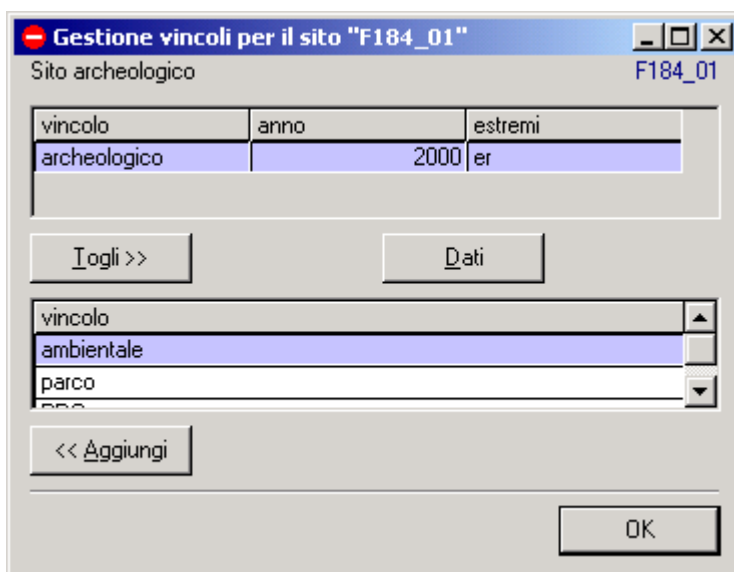 Gestione vincoli per il sito "F184_01"
Sito archeologico F184_01
vincolo anno estremi
archeologico 2000 er
Togli >> Dati
vincolo
ambientale
parco
<< Aggiungi
OK